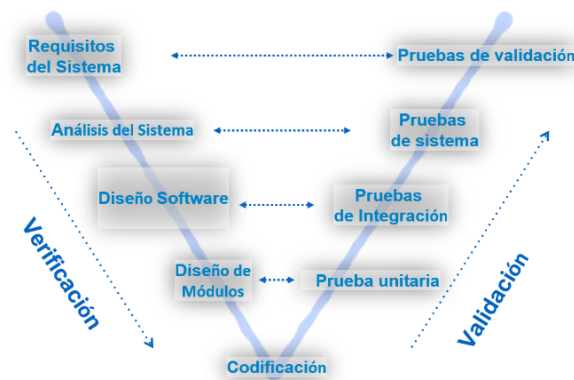 Requisitos
del Sistema
Pruebas de validación
Análisis del Sistema
Pruebas
de sistema
Diseño Software
Pruebas
de Integración
Diseño de
Módulos
Prueba unitaria
Codificación
Verificación
Validación